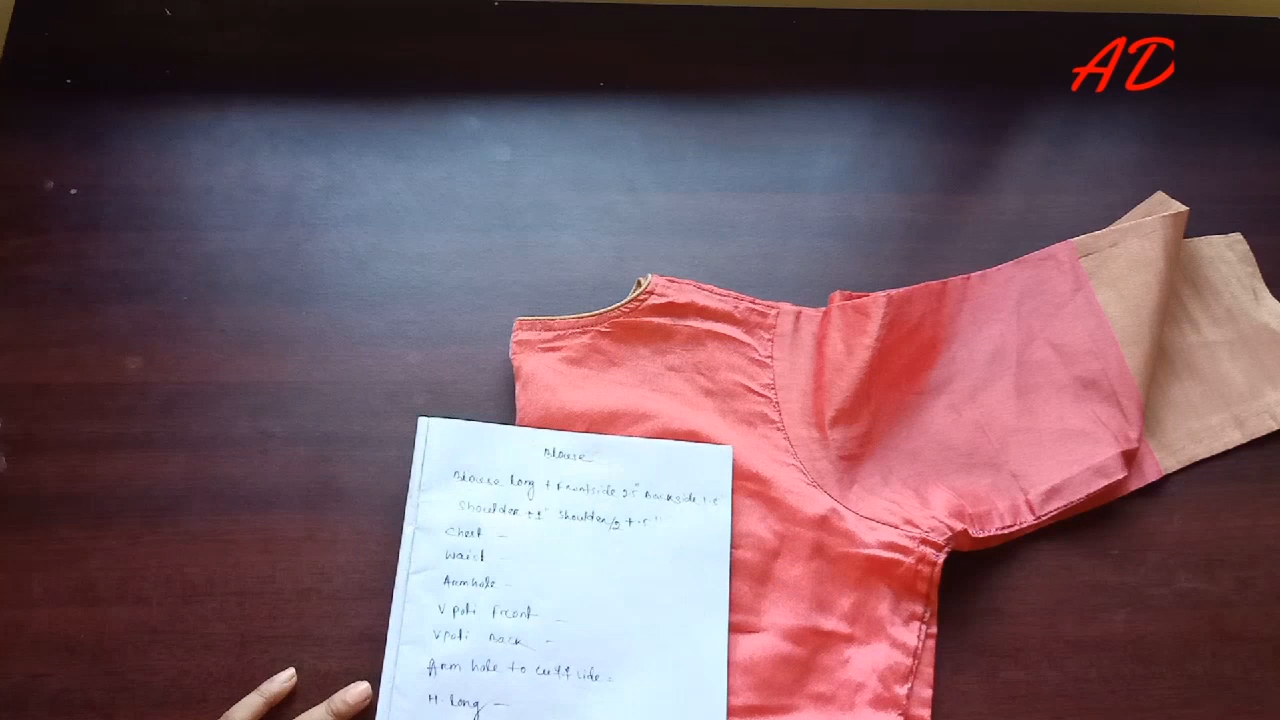 AD
Blouse
Blouse long + Frontside 2.5" Backside 1.5
Shoulder +1" Shoulder/2 + .5"
Chest -
Waist -
Armhole -
V pati Front -
V pati Back -
Arm hole to cuff side =
H. long -